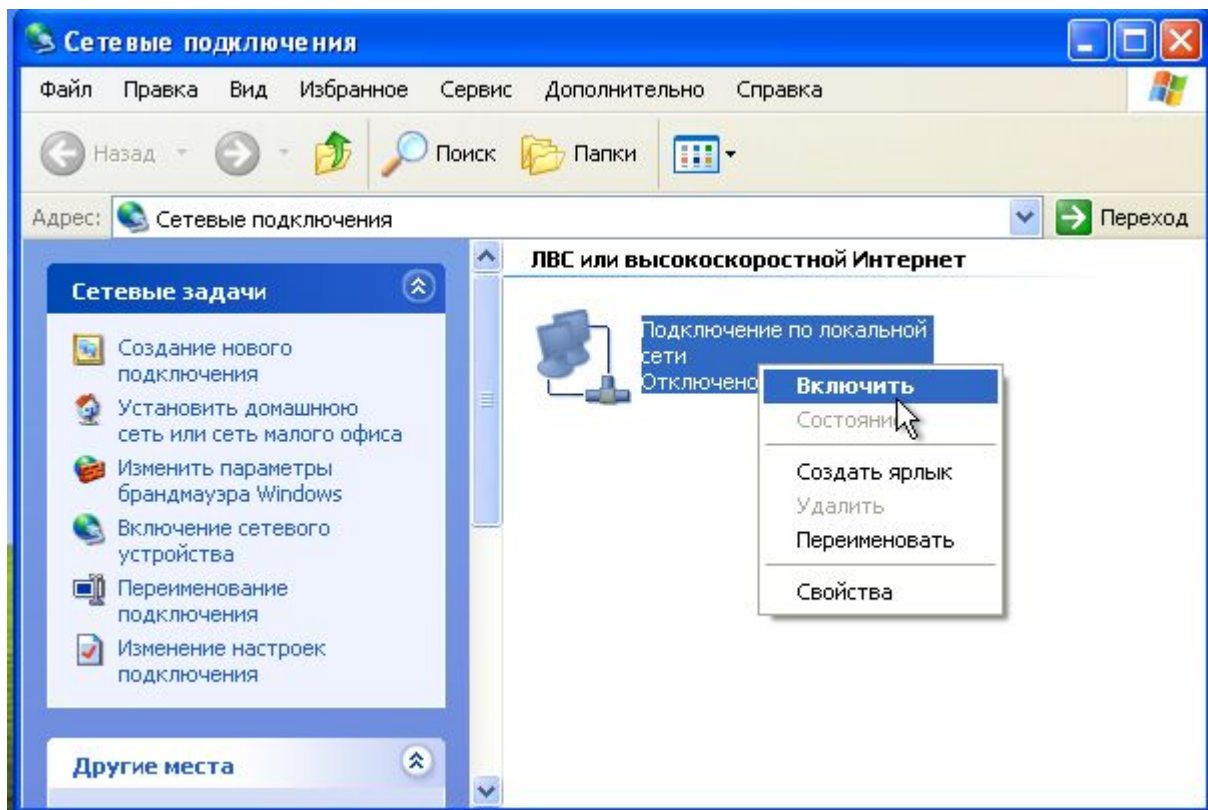 Сетевые подключения
Файл Правка Вид Избранное Сервис Дополнительно Справка
Назад Поиск Папки
Адрес: Сетевые подключения Переход
Сетевые задачи
Создание нового
подключения
Установить домашнюю
сеть или сеть малого офиса
Изменить параметры
брандмауэра Windows
Включение сетевого
устройства
Переименование
подключения
Изменение настроек
подключения
Другие места
ЛВС или высокоскоростной Интернет
Подключение по локальной
сети
Отключено
Включить
Состояние
Создать ярлык
Удалить
Переименовать
Свойства